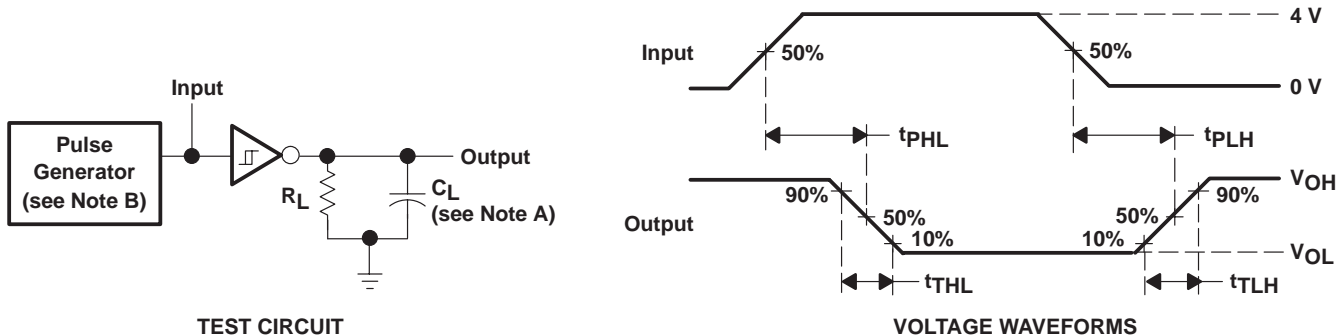 Input
Pulse
Generator
(see Note B)
RL
CL
(see Note A)
Output
TEST CIRCUIT
4 V
Input
50%
50%
0 V
tPHL
tPLH
VOH
90%
90%
Output
50%
50%
10%
10%
VOL
tTHL
tTLH
VOLTAGE WAVEFORMS